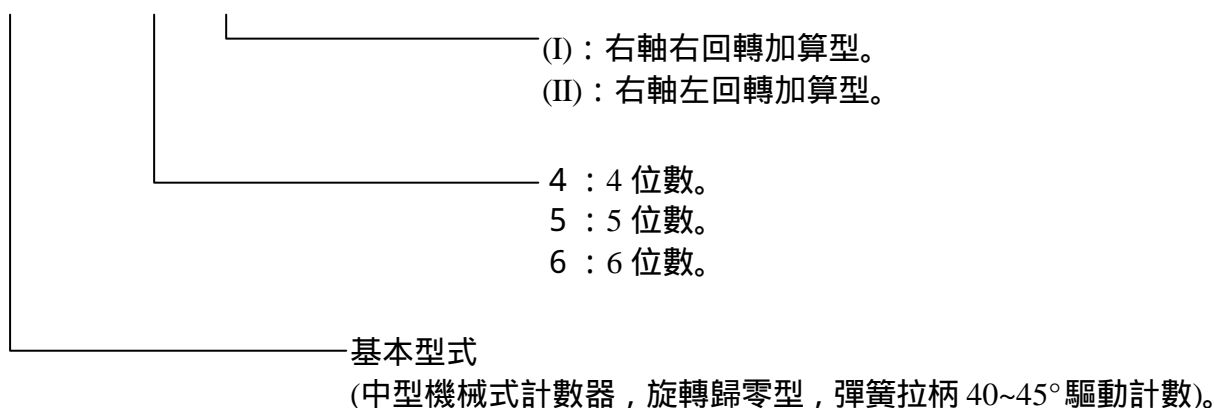 (I)：右軸右回轉加算型。
(II)：右軸左回轉加算型。
4 ：4 位數。
5 ：5 位數。
6 ：6 位數。
基本型式
(中型機械式計數器，旋轉歸零型，彈簧拉柄 40~45°驅動計數)。